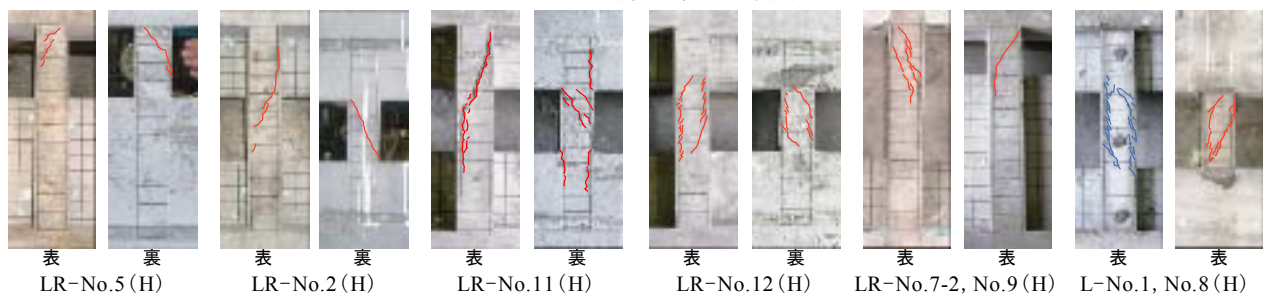 表 裏 表 裏 表 裏 表 裏 表 表 表 表
LR-No.5(H) LR-No.2(H) LR-No.11(H) LR-No.12(H) LR-No.7-2, No.9(H) L-No.1, No.8(H)